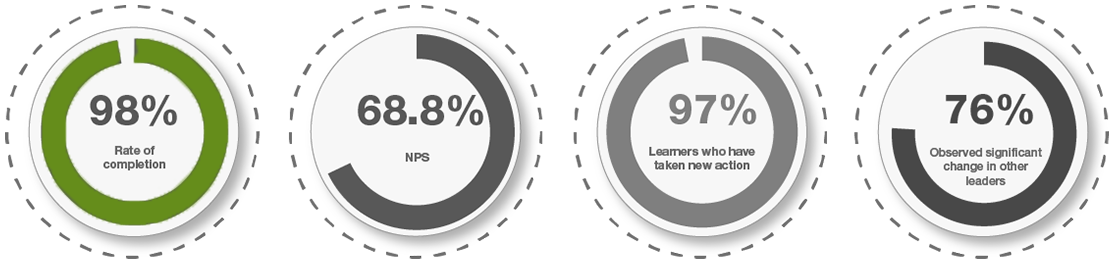 98%
Rate of
completion
68.8%
NPS
97%
Learners who have
taken new action
76%
Observed significant
change in other
leaders